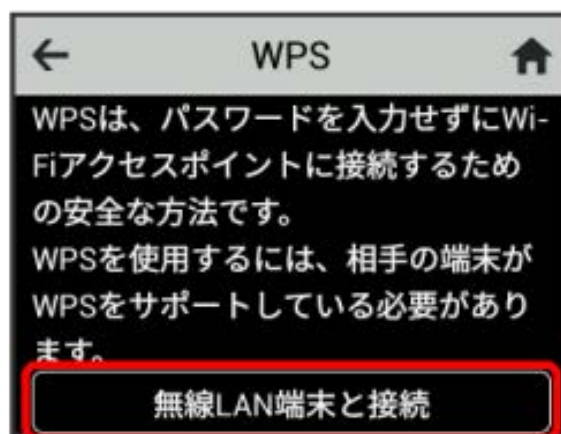 WPS
WPSは、パスワードを入力せずにWi-
Fiアクセスポイントに接続するため
の安全な方法です。
WPSを使用するには、相手の端末が
WPSをサポートしている必要があり
ます。
無線LAN端末と接続